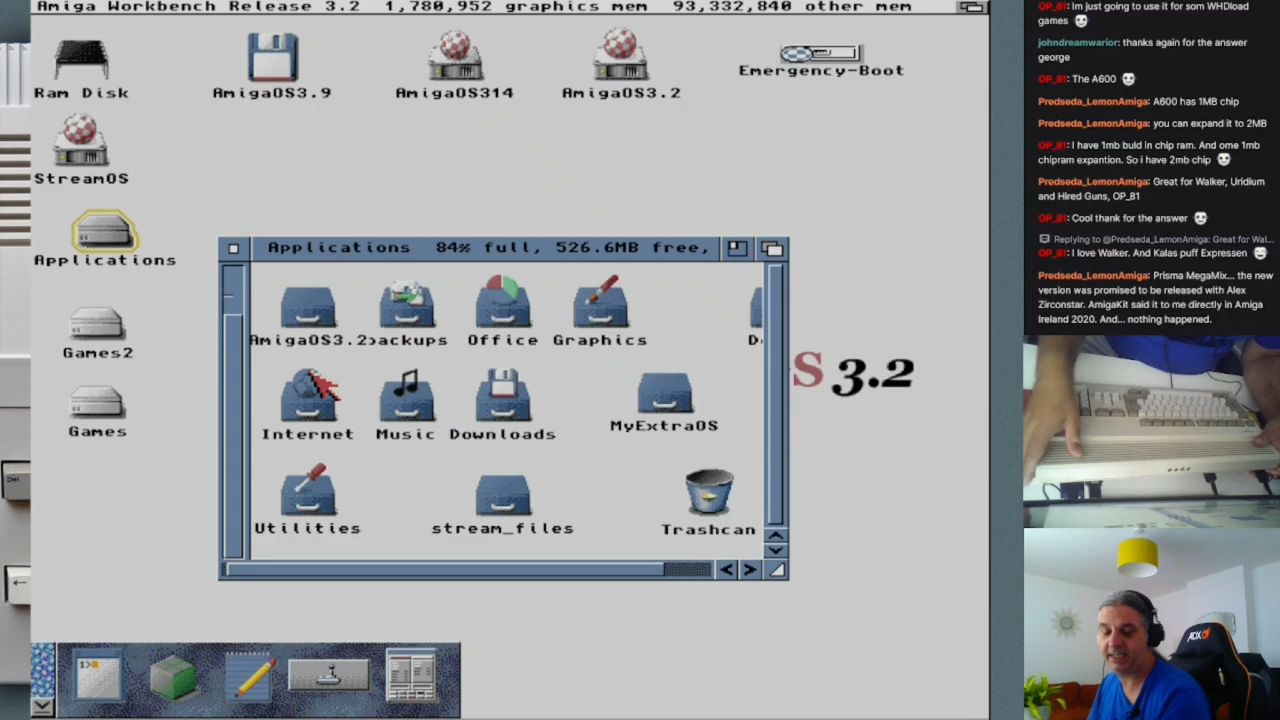 Amiga Workbench Release 3.2 1,780,952 graphics mem 93,332,840 other mem
Ram Disk
AmigaOS3.9
AmigaOS314
AmigaOS3.2
Emergency-Boot
StreamOS
Applications
Games2
Games
Applications 84% full, 526.6MB free,
AmigaOS3.2
ackups
Office
Graphics
D
Internet
Music
Downloads
MyExtraOS
Utilities
stream_files
Trashcan
S 3.2
1>
Del
OP_81: Im just going to use it for som WHDload
games
johndreamwarior: thanks again for the answer
george
OP_81: The A600
Predseda_LemonAmiga: A600 has 1MB chip
Predseda_LemonAmiga: you can expand it to 2MB
OP_81: I have 1mb buld in chip ram. And ome 1mb
chipram expantion. So i have 2mb chip
Predseda_LemonAmiga: Great for Walker, Uridium
and Hired Guns, OP_81
OP_81: Cool thank for the answer
Replying to @Predseda_LemonAmiga: Great for Wal...
OP_81: I love Walker. And Kalas puff Expressen
Predseda_LemonAmiga: Prisma MegaMix... the new
version was promised to be released with Alex
Zirconstar. AmigaKit said it to me directly in Amiga
Ireland 2020. And... nothing happened.